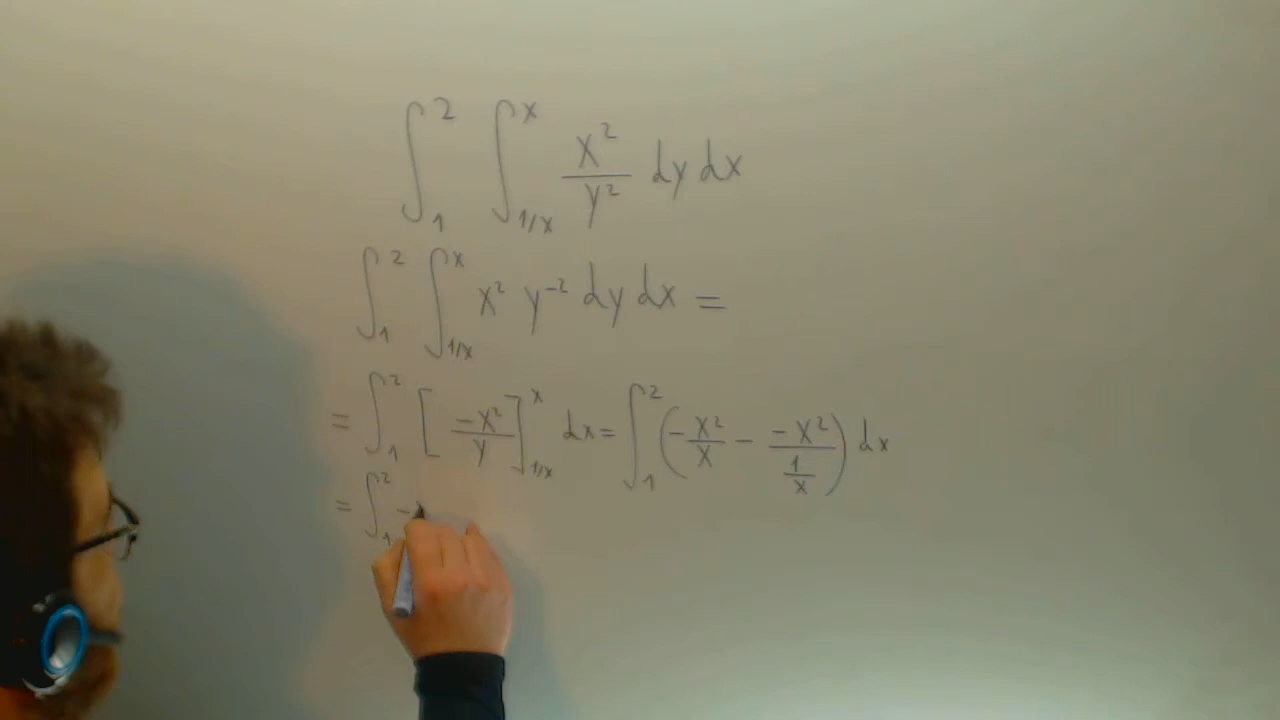 ∫₁² ∫_{1/x}^{x} x²/y² dy dx
∫₁² ∫_{1/x}^{x} x² y⁻² dy dx =
= ∫₁² [ -x²/y ]_{1/x}^{x} dx = ∫₁² ( -x²/x - -x²/(1/x) ) dx
= ∫₁² -